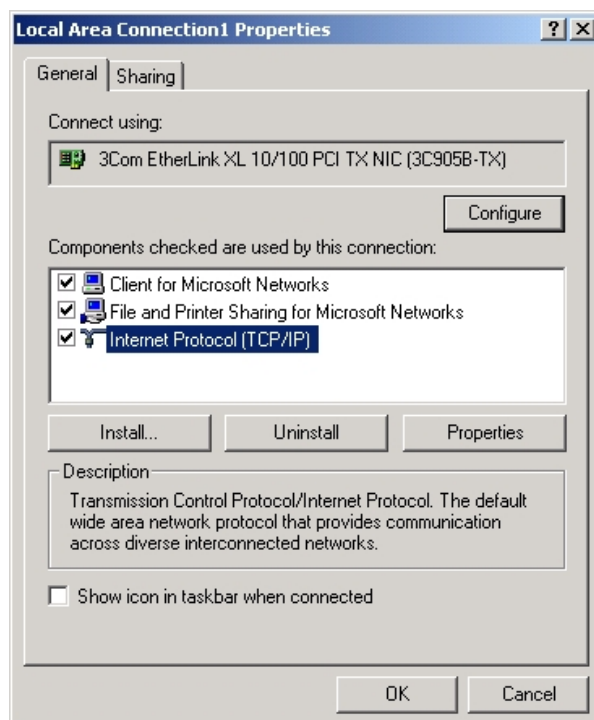 Local Area Connection1 Properties
General
Sharing
Connect using:
3Com EtherLink XL 10/100 PCI TX NIC (3C905B-TX)
Configure
Components checked are used by this connection:
Client for Microsoft Networks
File and Printer Sharing for Microsoft Networks
Internet Protocol (TCP/IP)
Install...
Uninstall
Properties
Description
Transmission Control Protocol/Internet Protocol. The default
wide area network protocol that provides communication
across diverse interconnected networks.
Show icon in taskbar when connected
OK
Cancel